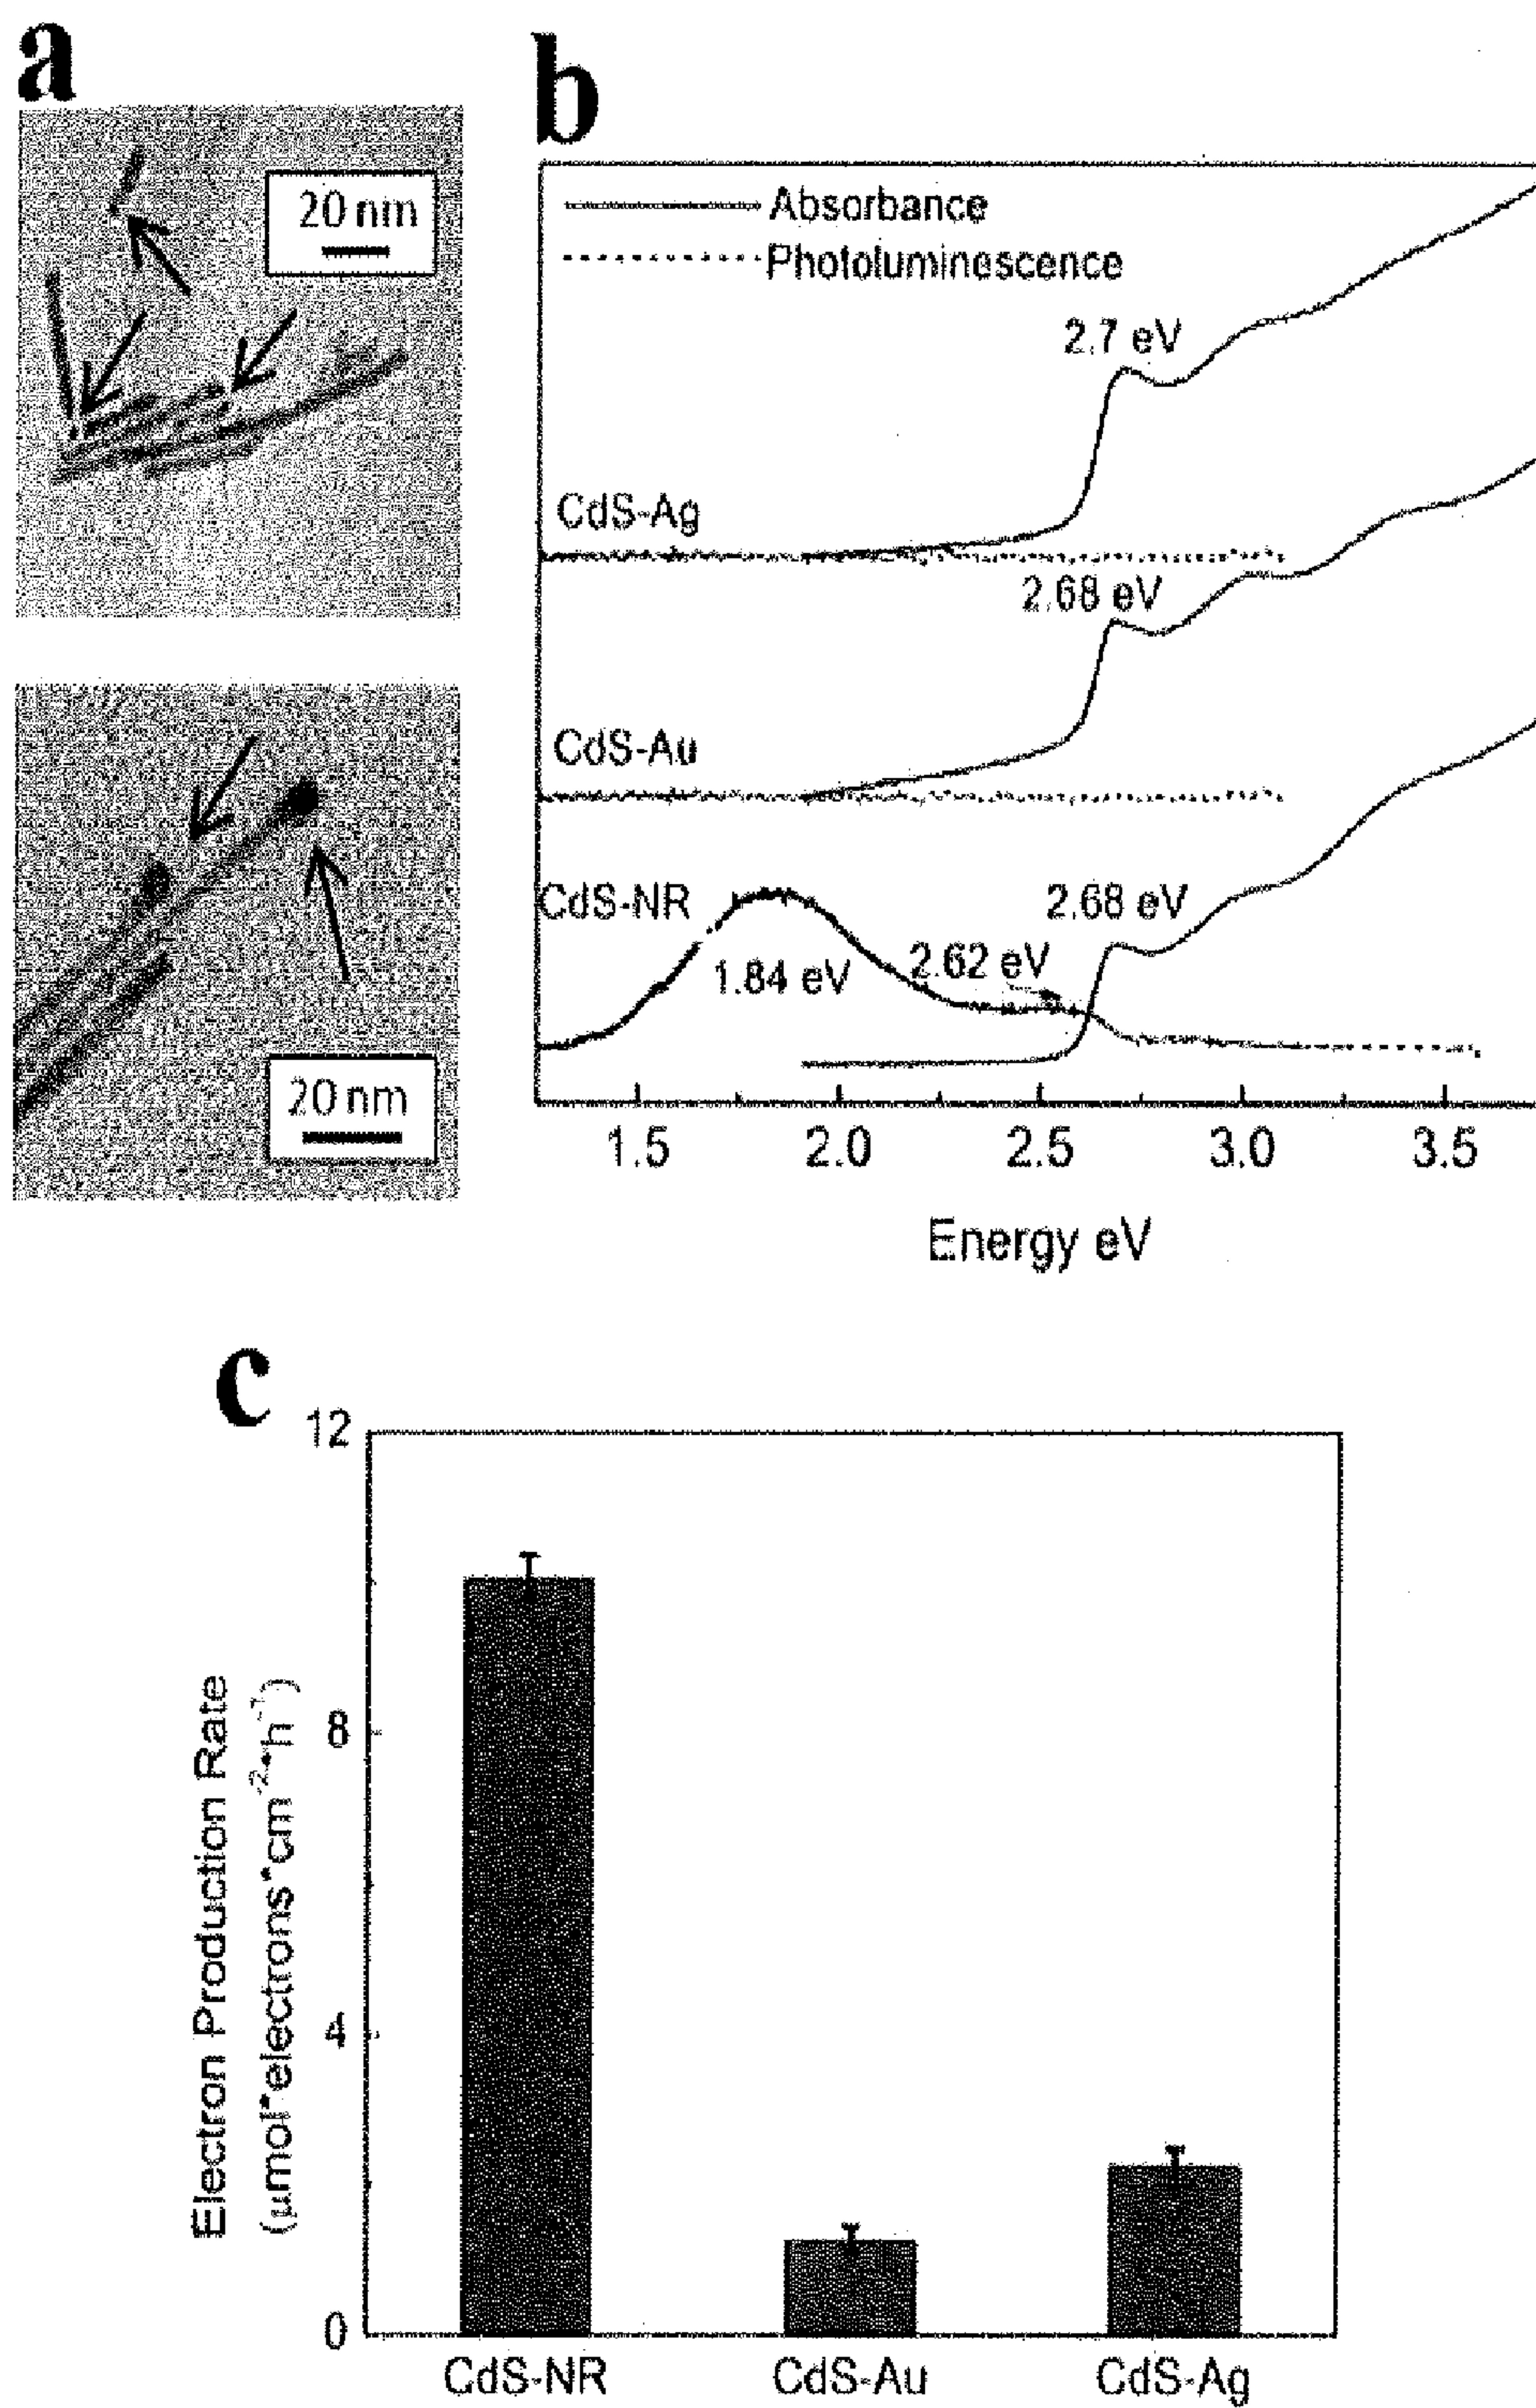 a
20 nm
20 nm
b
Absorbance
Photoluminescence
2.7 eV
CdS-Ag
2.68 eV
CdS-Au
CdS-NR
2.68 eV
1.84 eV
2.62 eV
1.5 2.0 2.5 3.0 3.5
Energy eV
c
12
8
4
0
Electron Production Rate
(μmol*electrons*cm⁻²*h⁻¹)
CdS-NR CdS-Au CdS-Ag